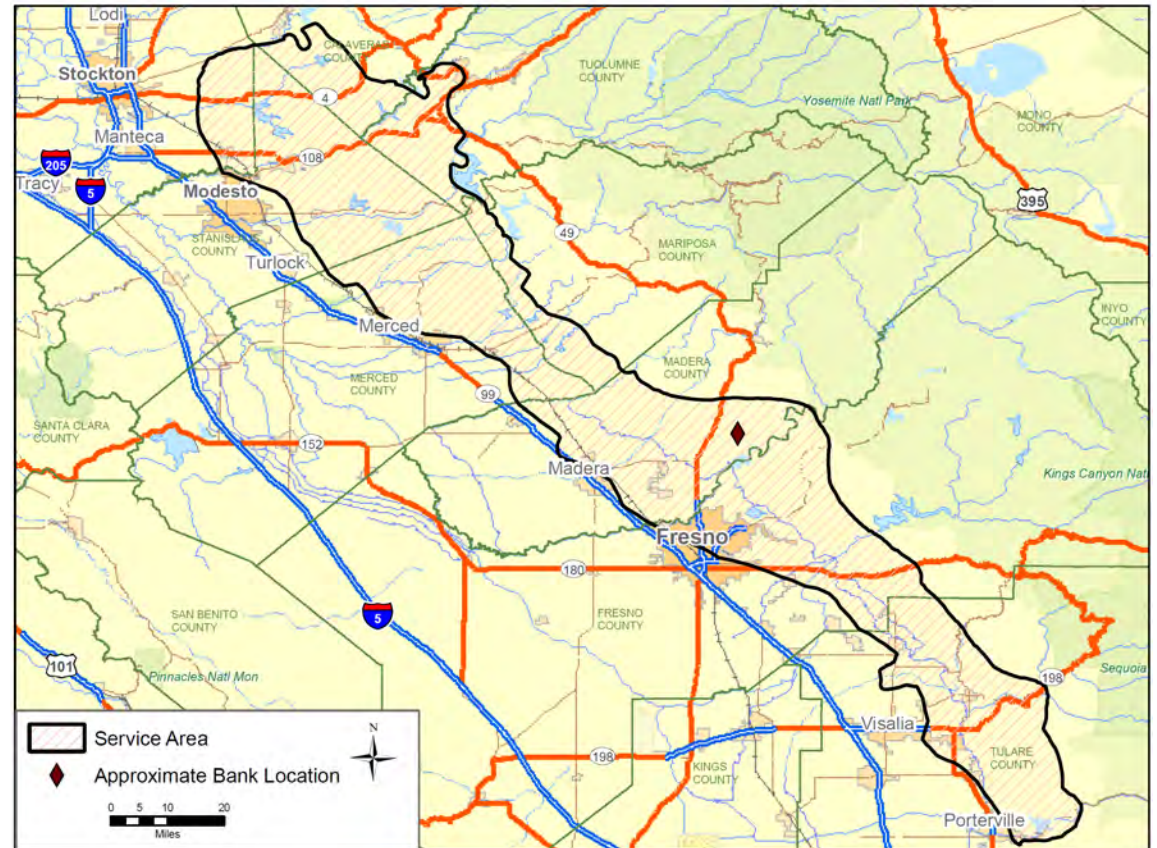 Lodi
CALAVERAS
COUNTY
Stockton
TUOLUMNE
COUNTY
4
Yosemite Natl Park
MONO
COUNTY
Manteca
108
205
Tracy
5
Modesto
395
STANISL
COUNTY
49
MARIPOSA
COUNTY
Turlock
INYO
COUNTY
Merced
MADERA
COUNTY
MERCED
COUNTY
99
SANTA CLARA
COUNTY
152
Madera
Kings Canyon Nat
Fresno
180
SAN BENITO
COUNTY
5
FRESNO
COUNTY
101
Pinnacles Natl Mon
198
Sequoia
Visalia
TULARE
COUNTY
198
KINGS
COUNTY
Porterville
Service Area
N
Approximate Bank Location
0 5 10 20
Miles